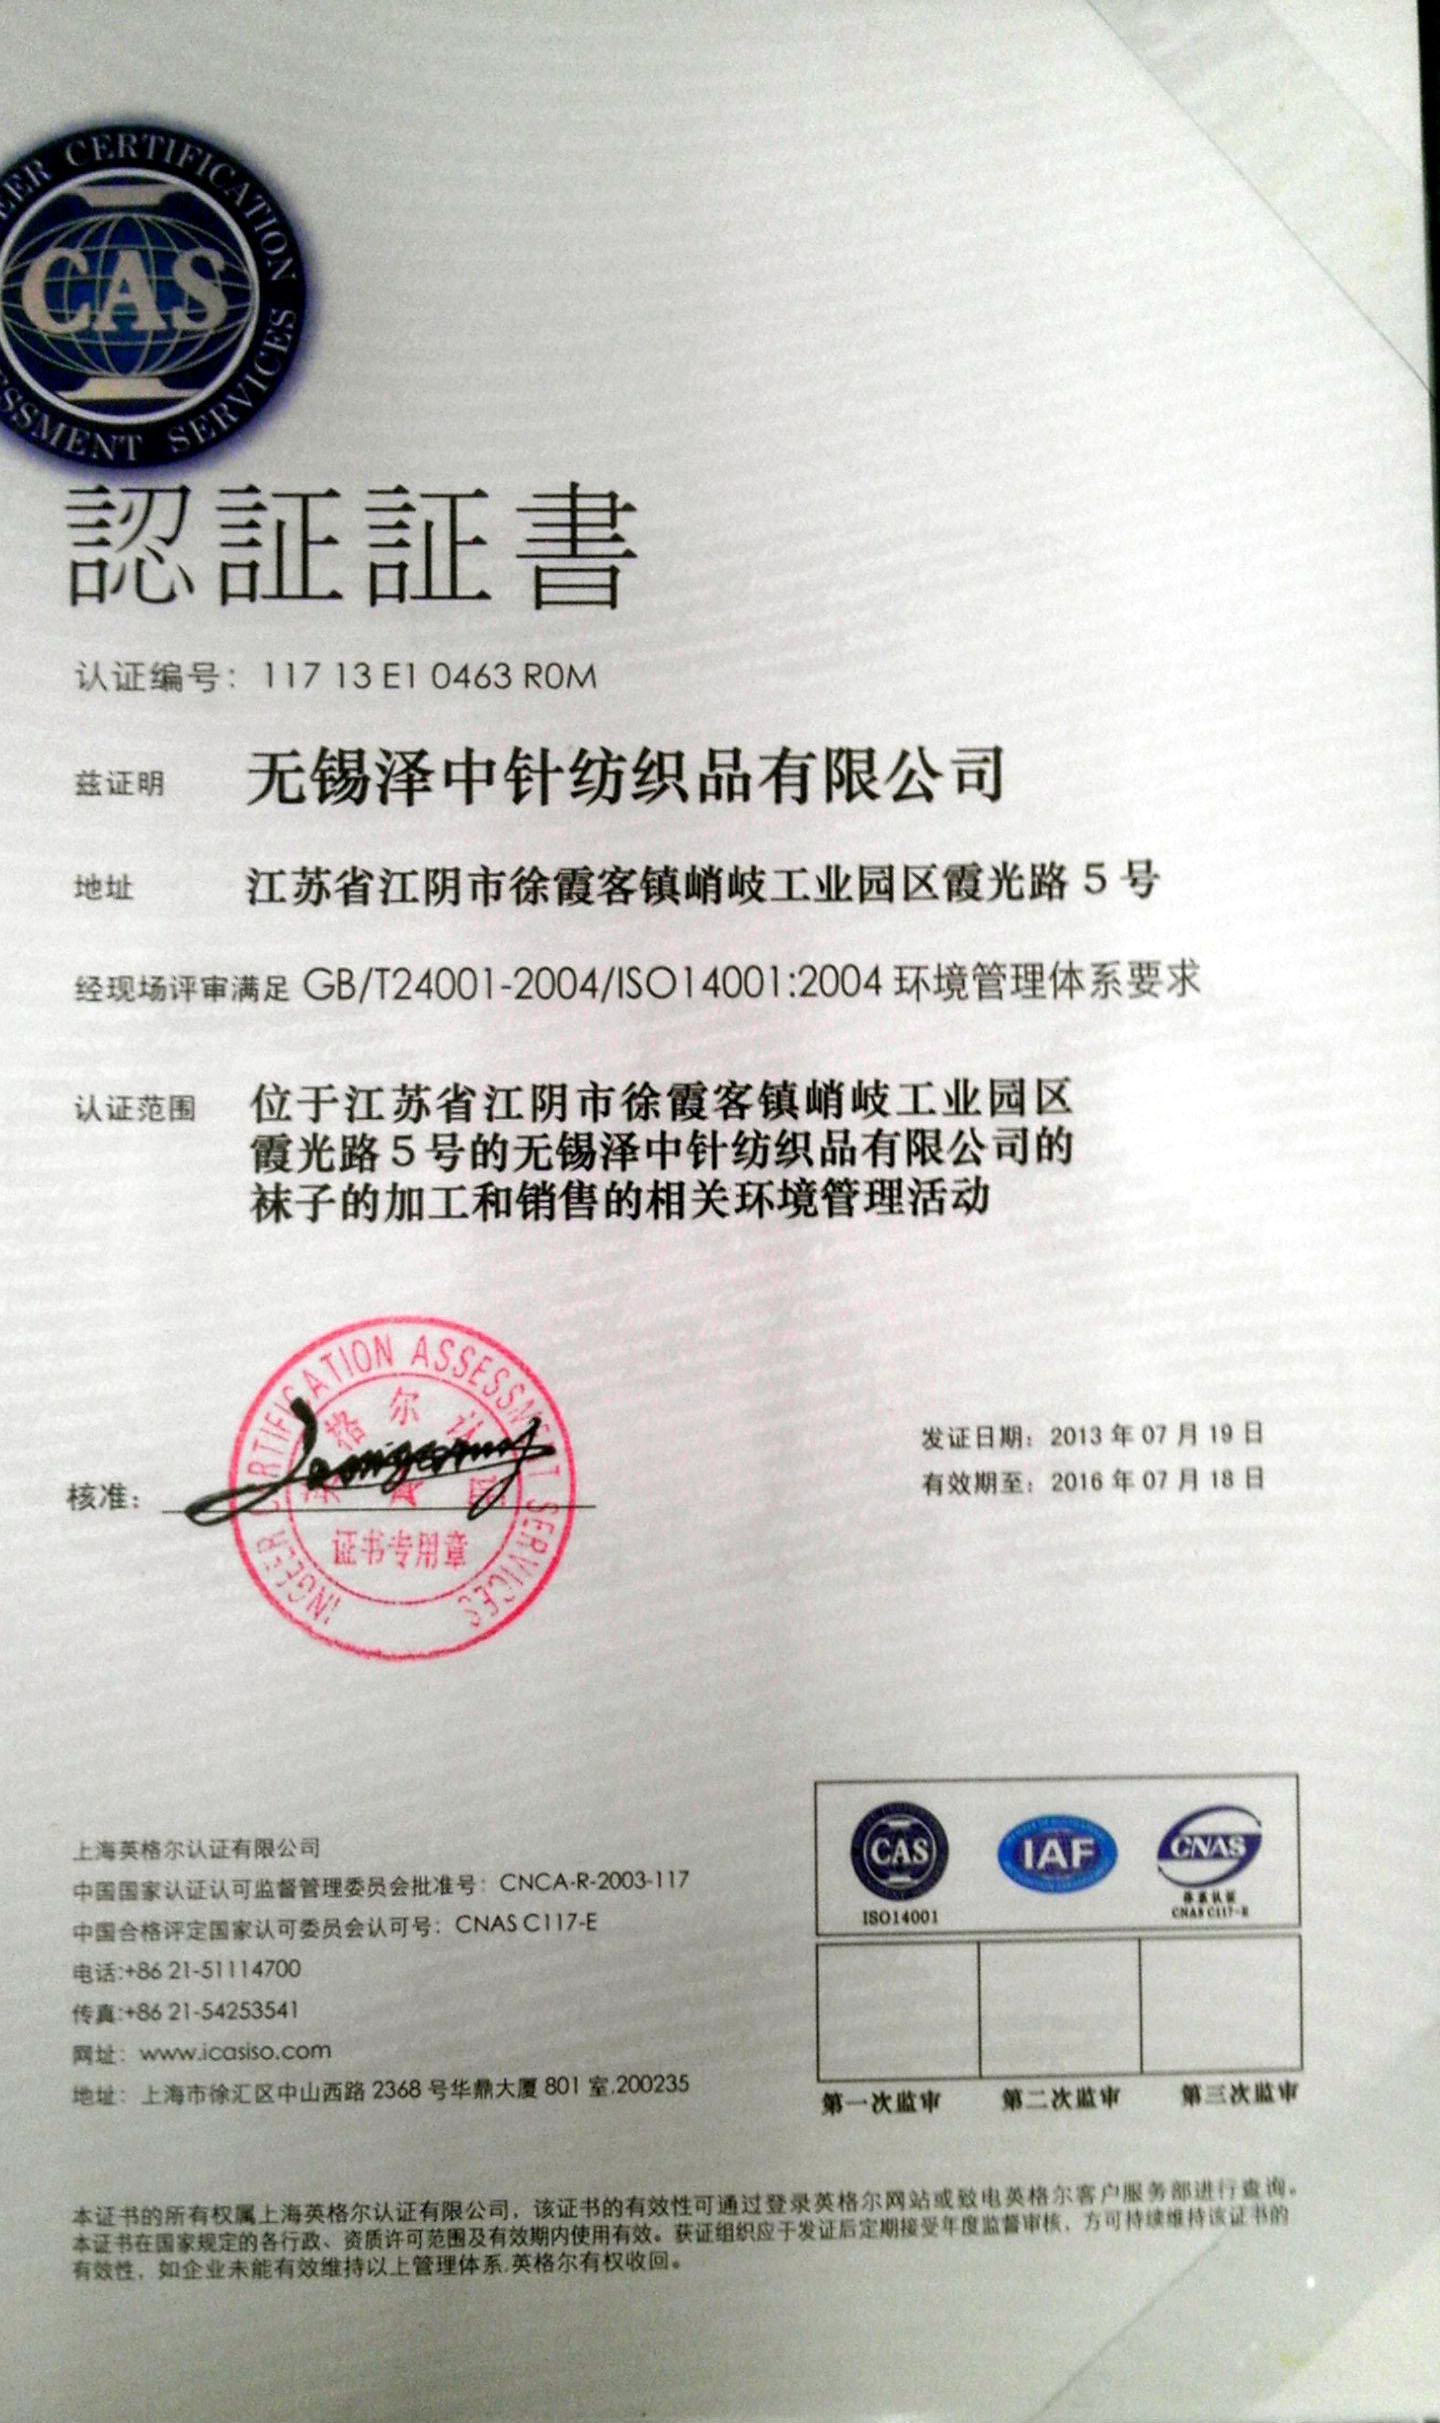 CERTIFICATION
CAS
SERVICES
認証証書
认证编号：117 13 E1 0463 R0M
兹证明 无锡泽中针纺织品有限公司
地址 江苏省江阴市徐霞客镇峭岐工业园区霞光路 5 号
经现场评审满足 GB/T24001-2004/ISO14001:2004 环境管理体系要求
认证范围 位于江苏省江阴市徐霞客镇峭岐工业园区
霞光路 5 号的无锡泽中针纺织品有限公司的
袜子的加工和销售的相关环境管理活动
INGEER CERTIFICATION ASSESSMENT SERVICES
格尔认
证书专用章
核准：
发证日期：2013 年 07 月 19 日
有效期至：2016 年 07 月 18 日
上海英格尔认证有限公司
中国国家认证认可监督管理委员会批准号：CNCA-R-2003-117
中国合格评定国家认可委员会认可号：CNAS C117-E
电话:+86 21-51114700
传真:+86 21-54253541
网址：www.icasiso.com
地址：上海市徐汇区中山西路 2368 号华鼎大厦 801 室,200235
CAS
ISO14001
IAF
CNAS
体系认证
CNAS C117-E
第一次监审 第二次监审 第三次监审
本证书的所有权属上海英格尔认证有限公司，该证书的有效性可通过登录英格尔网站或致电英格尔客户服务部进行查询。
本证书在国家规定的各行政、资质许可范围及有效期内使用有效。获证组织应于发证后定期接受年度监督审核，方可持续维持该证书的
有效性，如企业未能有效维持以上管理体系,英格尔有权收回。